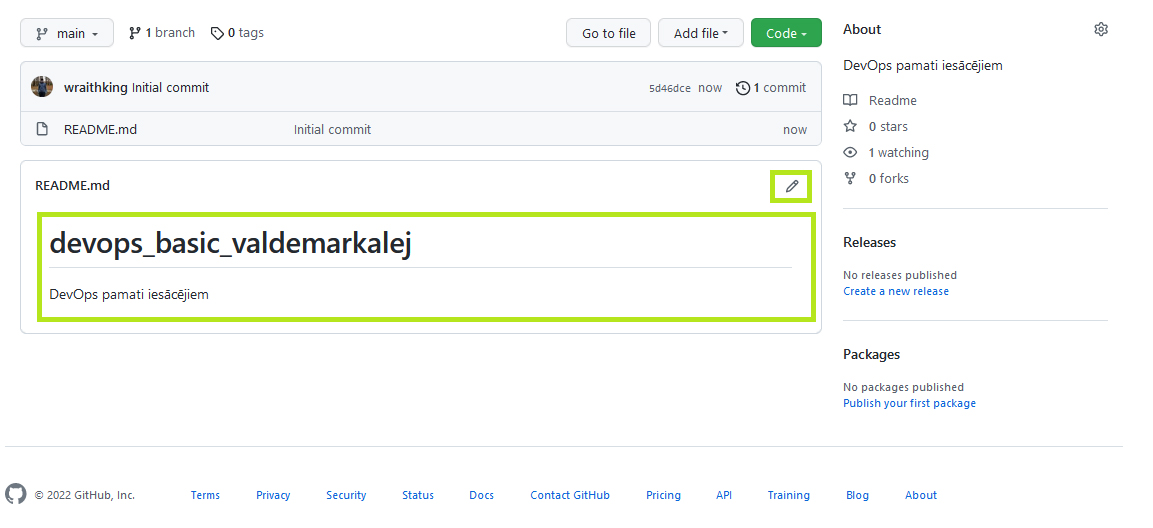 main
1 branch
0 tags
Go to file
Add file
Code
wraithking Initial commit
5d46dce now
1 commit
README.md
Initial commit
now
README.md
devops_basic_valdemarkalej
DevOps pamati iesācējiem
About
DevOps pamati iesācējiem
Readme
0 stars
1 watching
0 forks
Releases
No releases published
Create a new release
Packages
No packages published
Publish your first package
© 2022 GitHub, Inc.
Terms
Privacy
Security
Status
Docs
Contact GitHub
Pricing
API
Training
Blog
About